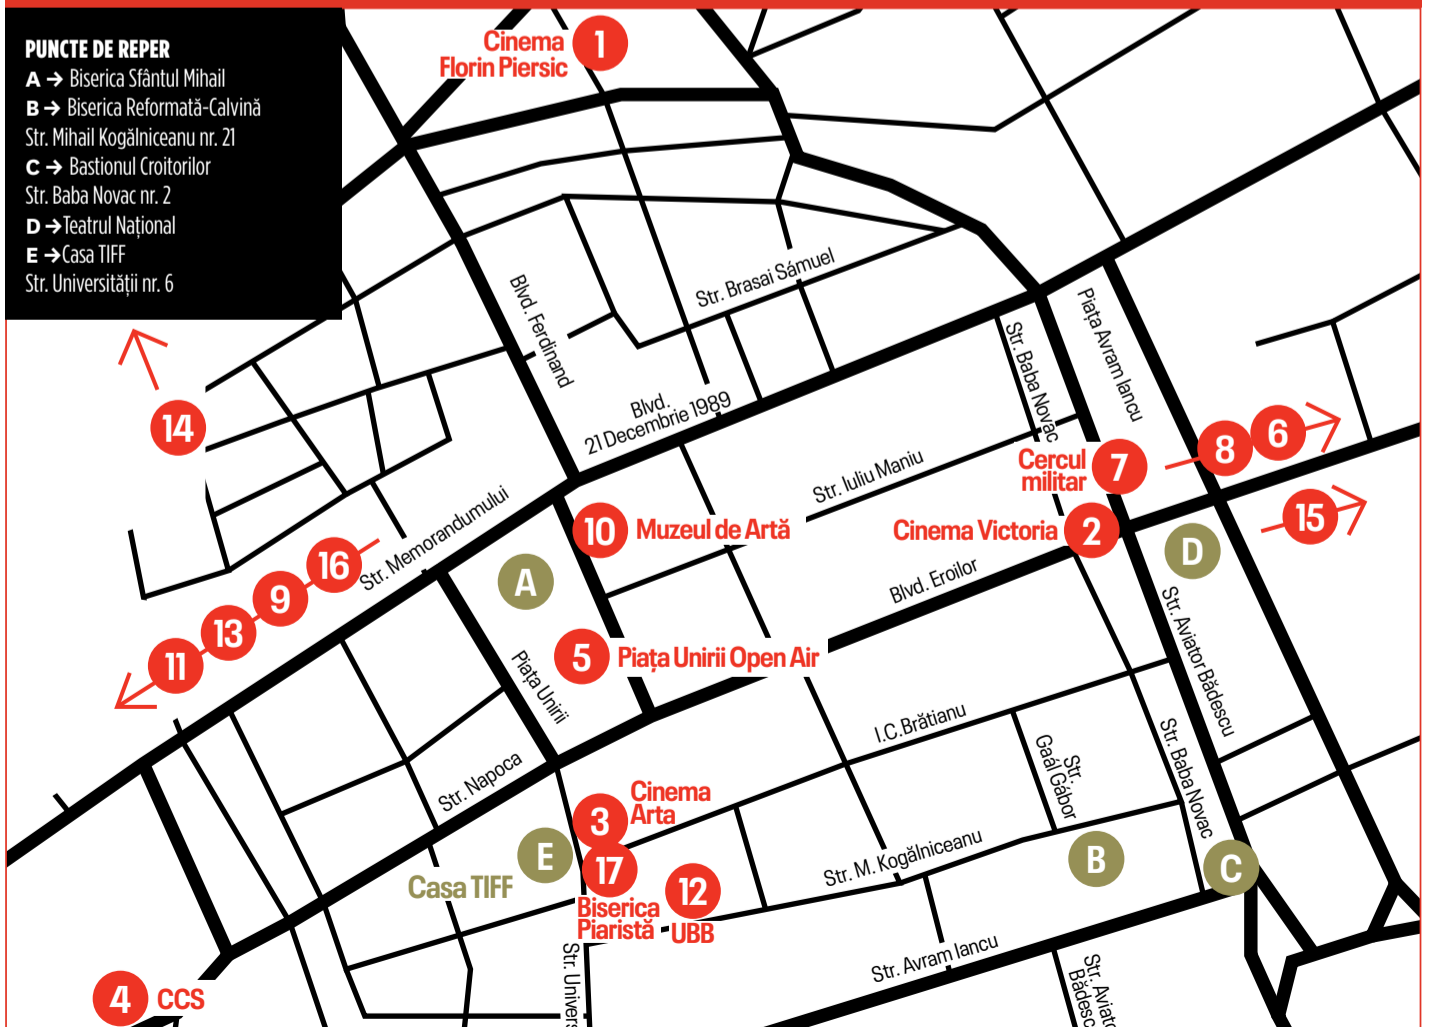 PUNCTE DE REPER
A → Biserica Sfântul Mihail
B → Biserica Reformată-Calvină
Str. Mihail Kogălniceanu nr. 21
C → Bastionul Croitorilor
Str. Baba Novac nr. 2
D → Teatrul Național
E → Casa TIFF
Str. Universității nr. 6
Cinema
Florin Piersic
1
Str. Brasai Sámuel
Blvd. Ferdinand
Piața Avram Iancu
Str. Baba Novac
Blvd.
21 Decembrie 1989
14
8
6
Cercul
militar
7
Str. Iuliu Maniu
Str. Memorandumului
10
Muzeul de Artă
Cinema Victoria
2
15
D
16
9
13
11
A
Blvd. Eroilor
5
Piața Unirii Open Air
Piața Unirii
Str. Aviator Bădescu
I.C.Brătianu
Str.
Gaál Gábor
Str. Baba Novac
Str. Napoca
Cinema
Arta
3
E
Casa TIFF
17
Biserica
Piaristă
12
UBB
Str. M. Kogălniceanu
B
C
Str. Avram Iancu
Str. Univers
Str. Aviato
Bădesc
4
CCS